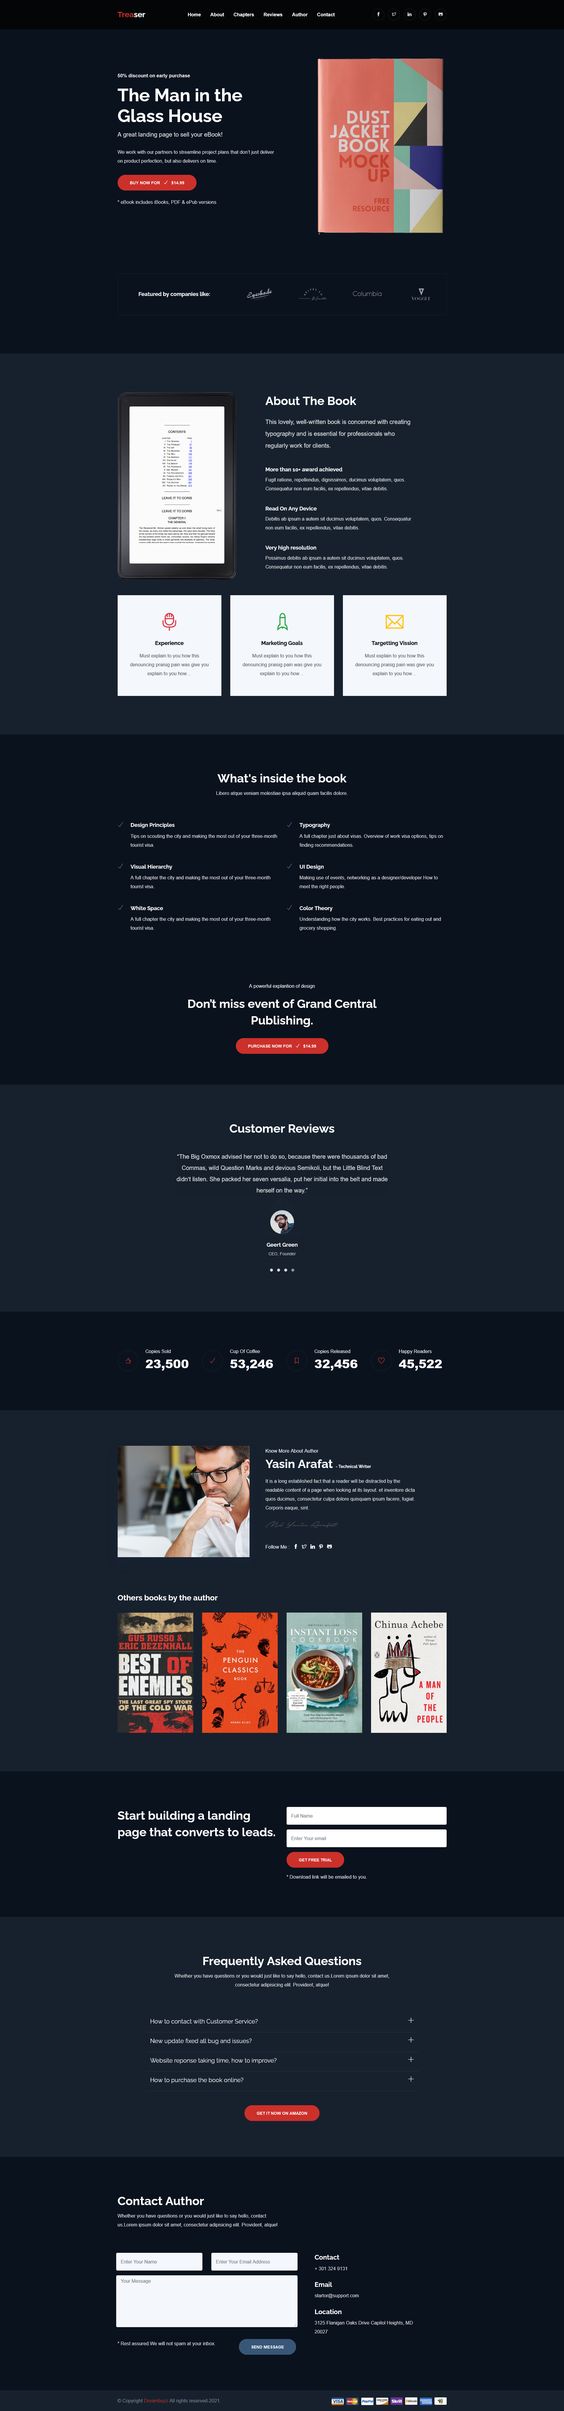 Treaser
Home About Chapters Reviews Author Contact
50% discount on early purchase
The Man in the
Glass House
A great landing page to sell your eBook!
We work with our partners to streamline project plans that don't just deliver
on product perfection, but also delivers on time.
BUY NOW FOR ✓ $14.99
* eBook includes iBooks, PDF & ePub versions
DUST
JACKET
BOOK
MOCK
UP
FREE
RESOURCE
Featured by companies like:
Columbia
VOGUE
About The Book
This lovely, well-written book is concerned with creating
typography and is essential for professionals who
regularly work for clients.
More than 10+ award achieved
Fugit ratione, repellendus, dignissimos, ducimus voluptatem, quos.
Consequatur non eum facilis, ex repellendus, vitae debitis.
Read On Any Device
Debitis ab ipsum a autem sit ducimus voluptatem, quos. Consequatur
non eum facilis, ex repellendus, vitae debitis.
Very high resolution
Possimus debitis ab ipsum a autem sit ducimus voluptatem, quos.
Consequatur non eum facilis, ex repellendus, vitae debitis.
CONTENTS
LEAVE IT TO DORIS
LEAVE IT TO DORIS
CHAPTER I
THE GENERAL
Experience
Must explain to you how this
denouncing praisig pain was give you
explain to you how .
Marketing Goals
Must explain to you how this
denouncing praisig pain was give you
explain to you how .
Targetting Vission
Must explain to you how this
denouncing praisig pain was give you
explain to you how .
What's inside the book
Libero atque veniam molestiae ipsa aliquid quam facilis dolore.
Design Principles
Tips on scouting the city and making the most out of your three-month
tourist visa.
Typography
A full chapter just about visas. Overview of work visa options, tips on
finding recommendations.
Visual Hierarchy
A full chapter the city and making the most out of your three-month
tourist visa.
UI Design
Making use of events, networking as a designer/developer How to
meet the right people.
White Space
A full chapter the city and making the most out of your three-month
tourist visa.
Color Theory
Understanding how the city works. Best practices for eating out and
grocery shopping.
A powerful explantion of design
Don't miss event of Grand Central
Publishing.
PURCHASE NOW FOR ✓ $14.99
Customer Reviews
"The Big Oxmox advised her not to do so, because there were thousands of bad
Commas, wild Question Marks and devious Semikoli, but the Little Blind Text
didn't listen. She packed her seven versalia, put her initial into the belt and made
herself on the way."
Geert Green
CEO, Founder
Copies Sold
23,500
Cup Of Coffee
53,246
Copies Released
32,456
Happy Readers
45,522
Know More About Author
Yasin Arafat - Technical Writer
It is a long established fact that a reader will be distracted by the
readable content of a page when looking at its layout. et inventore dicta
quos ducimus, consectetur culpa dolore quisquam ipsum facere, fugiat.
Corporis eaque, sint.
Follow Me :
Others books by the author
GUS RUSSO &
ERIC DEZENHALL
BEST OF
ENEMIES
THE LAST GREAT SPY STORY
OF THE COLD WAR
THE
PENGUIN
CLASSICS
BOOK
INSTANT LOSS
COOKBOOK
Chinua Achebe
A MAN
OF
THE
PEOPLE
Start building a landing
page that converts to leads.
Full Name
Enter Your email
GET FREE TRIAL
* Download link will be emailed to you.
Frequently Asked Questions
Whether you have questions or you would just like to say hello, contact us.Lorem ipsum dolor sit amet,
consectetur adipisicing elit. Provident, atque!
How to contact with Customer Service?
New update fixed all bug and issues?
Website reponse taking time, how to improve?
How to purchase the book online?
GET IT NOW ON AMAZON
Contact Author
Whether you have questions or you would just like to say hello, contact
us.Lorem ipsum dolor sit amet, consectetur adipisicing elit. Provident, atque!
Enter Your Name
Enter Your Email Address
Your Message
* Rest assured.We will not spam at your inbox
SEND MESSAGE
Contact
+ 301 324 9131
Email
startor@support.com
Location
3125 Flanigan Oaks Drive Capitol Heights, MD
20027
© Copyright Dreambuzz All rights reserved.2021
VISA PayPal Skrill